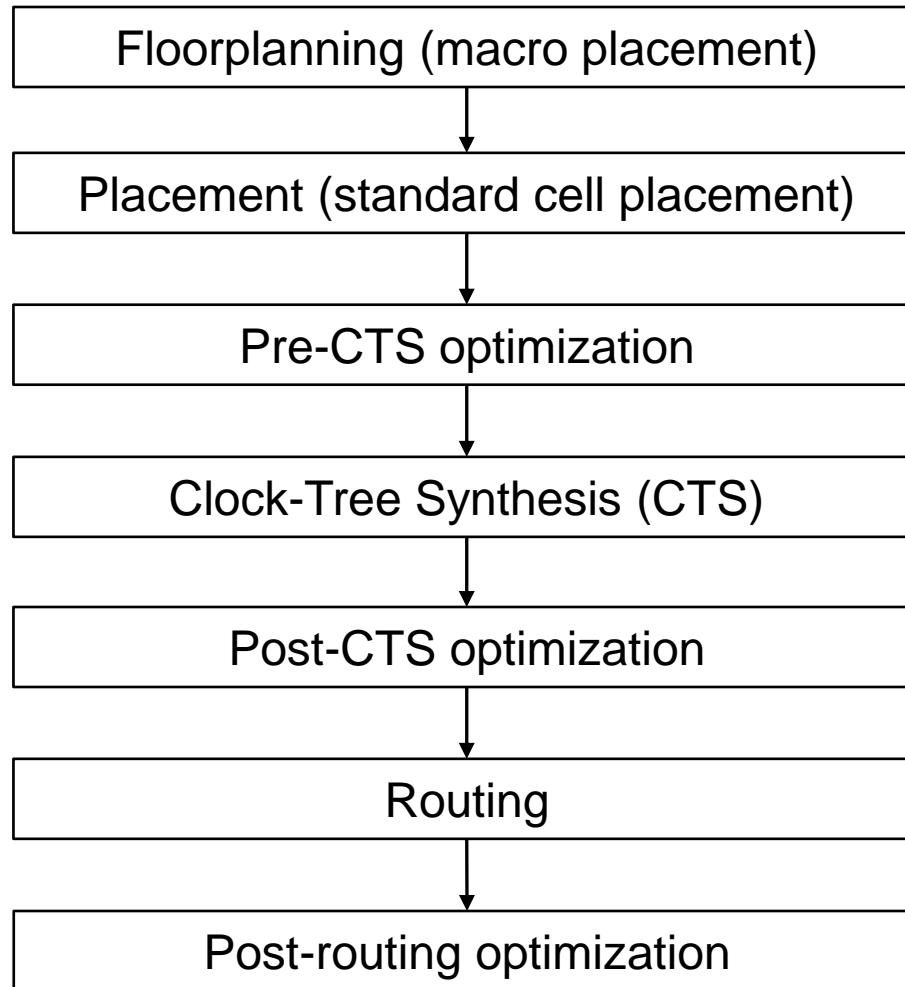 Floorplanning (macro placement)
Placement (standard cell placement)
Pre-CTS optimization
Clock-Tree Synthesis (CTS)
Post-CTS optimization
Routing
Post-routing optimization